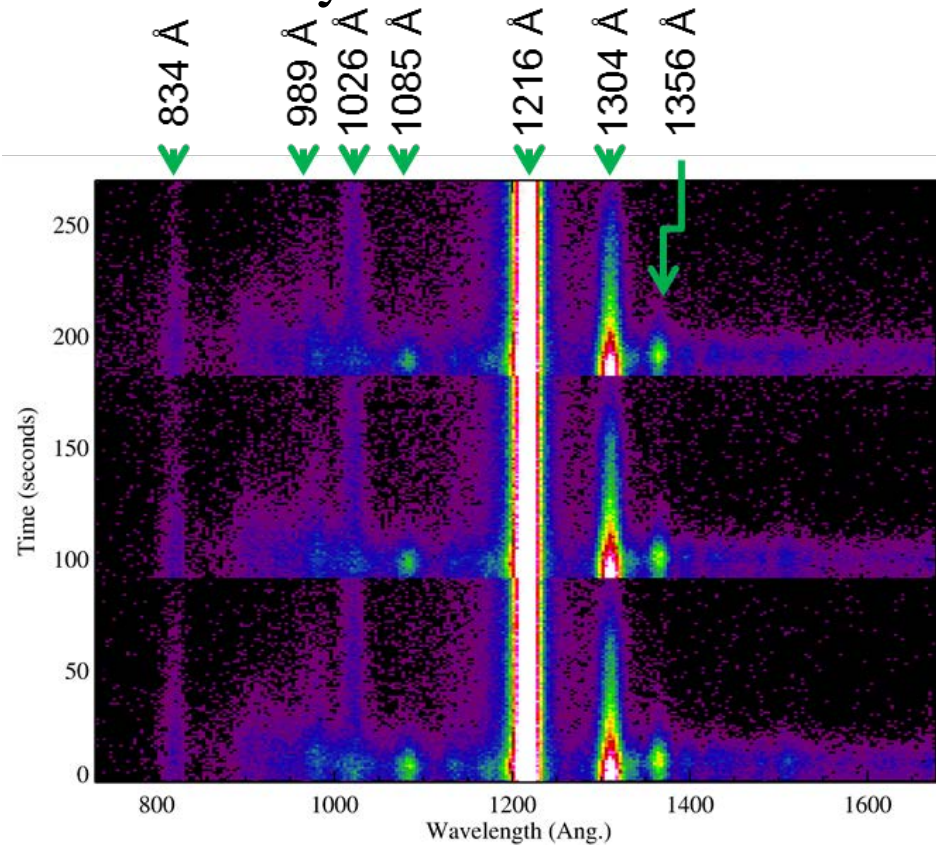 y
834 Å
989 Å
1026 Å
1085 Å
1216 Å
1304 Å
1356 Å
250
200
150
100
50
0
Time (seconds)
800
1000
1200
1400
1600
Wavelength (Ang.)